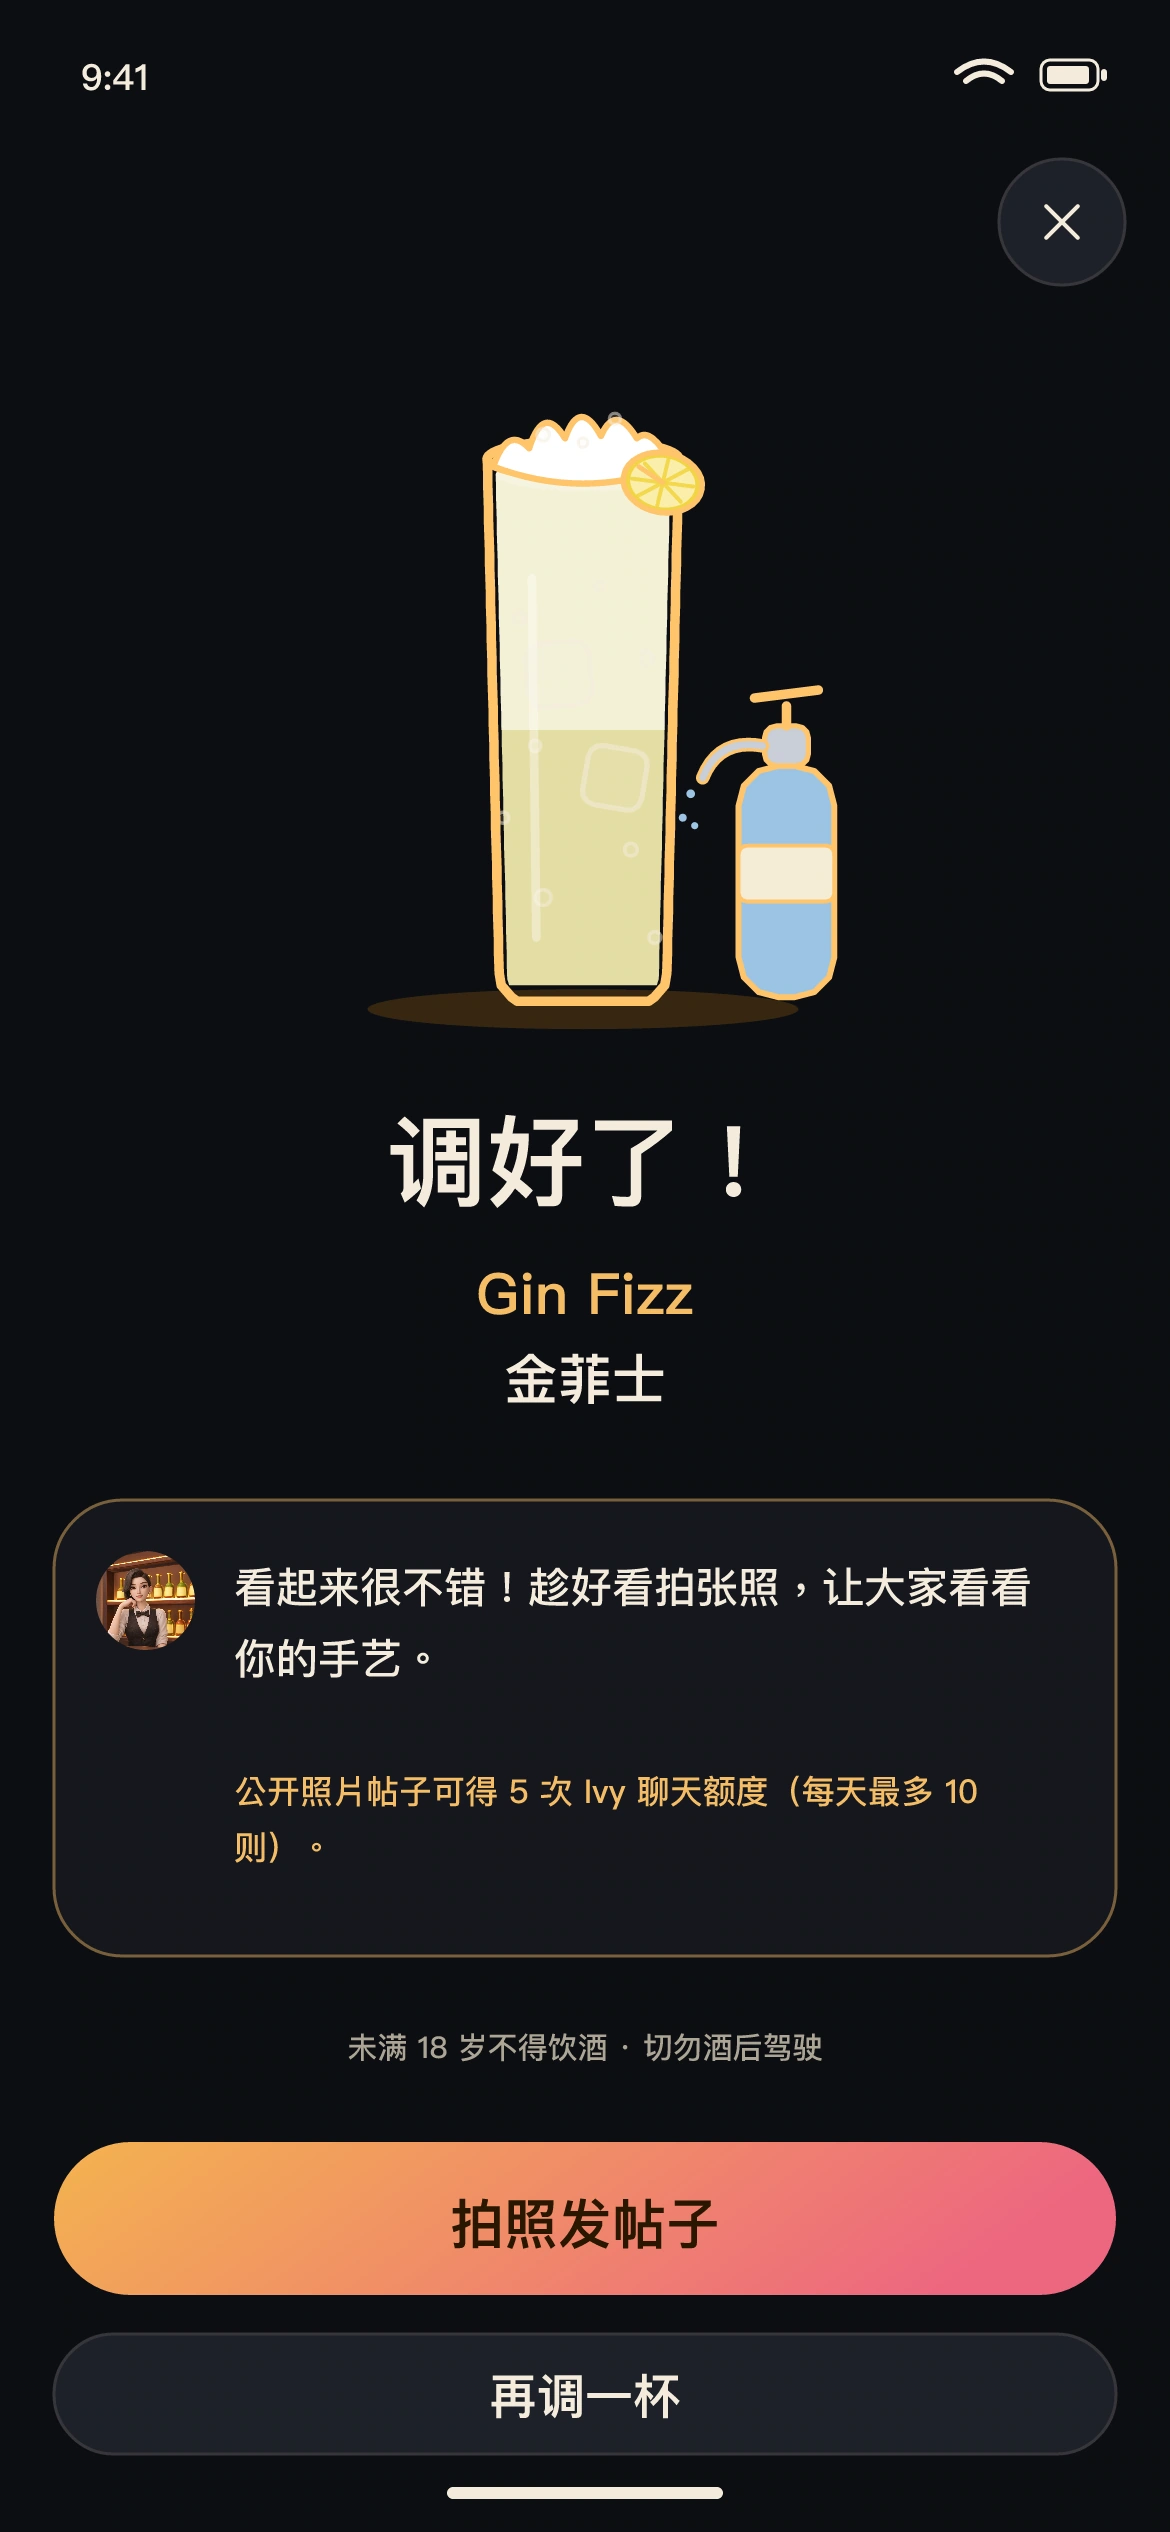 9:41
调好了！
Gin Fizz
金菲士
看起来很不错！趁好看拍张照，让大家看看
你的手艺。
公开照片帖子可得 5 次 Ivy 聊天额度（每天最多 10
则）。
未满 18 岁不得饮酒 · 切勿酒后驾驶
拍照发帖子
再调一杯